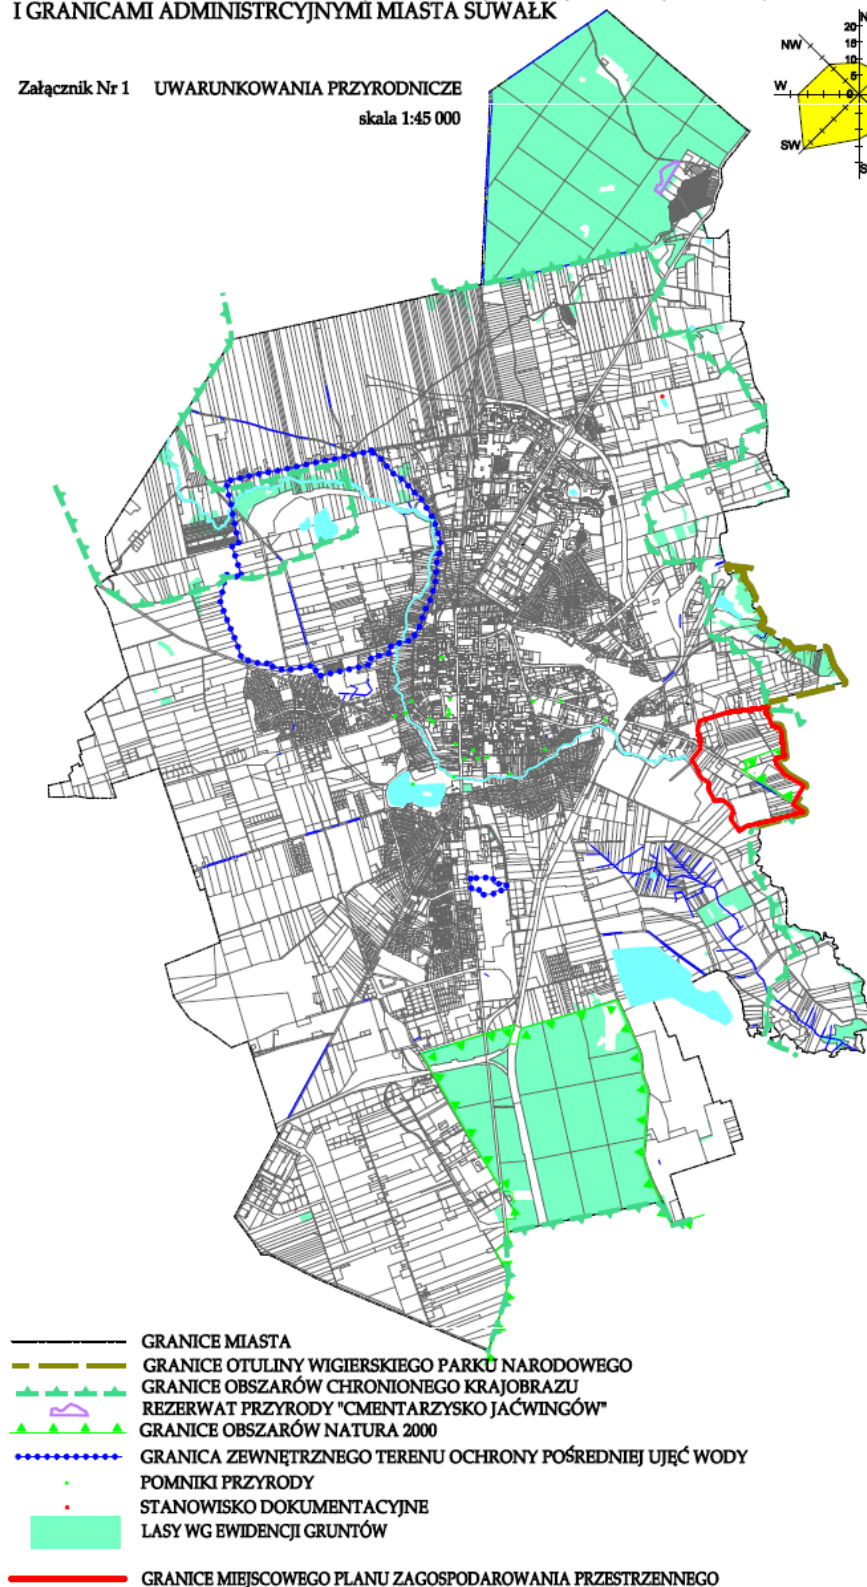 I GRANICAMI ADMINISTRCYJNYMI MIASTA SUWAŁK
Załącznik Nr 1 UWARUNKOWANIA PRZYRODNICZE
skala 1:45 000
N
20
15
10
5
0
NW
W
SW
S
GRANICE MIASTA
GRANICE OTULINY WIGIERSKIEGO PARKU NARODOWEGO
GRANICE OBSZARÓW CHRONIONEGO KRAJOBRAZU
REZERWAT PRZYRODY "CMENTARZYSKO JAĆWINGÓW"
GRANICE OBSZARÓW NATURA 2000
GRANICA ZEWNĘTRZNEGO TERENU OCHRONY POŚREDNIEJ UJĘĆ WODY
POMNIKI PRZYRODY
STANOWISKO DOKUMENTACYJNE
LASY WG EWIDENCJI GRUNTÓW
GRANICE MIEJSCOWEGO PLANU ZAGOSPODAROWANIA PRZESTRZENNEGO